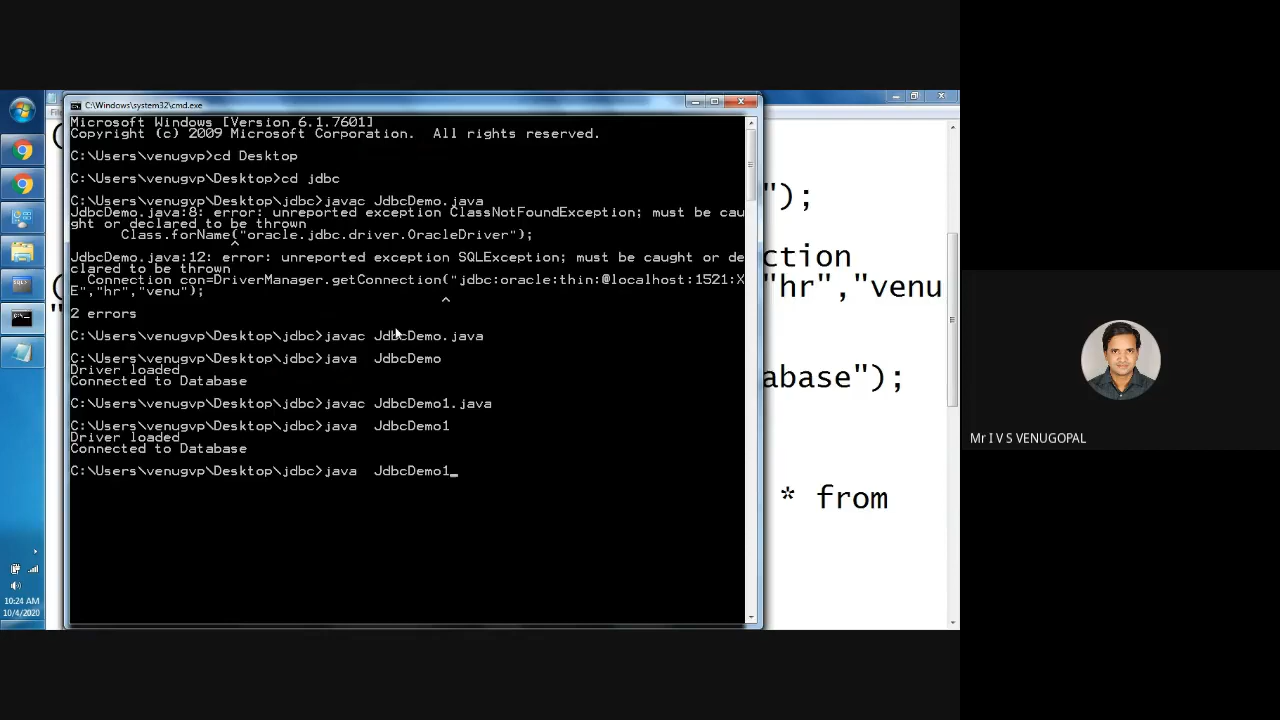 C:\Windows\system32\cmd.exe
Microsoft Windows [Version 6.1.7601]
Copyright (c) 2009 Microsoft Corporation.  All rights reserved.
C:\Users\venugvp>cd Desktop
C:\Users\venugvp\Desktop>cd jdbc
C:\Users\venugvp\Desktop\jdbc>javac JdbcDemo.java
JdbcDemo.java:8: error: unreported exception ClassNotFoundException; must be cau
ght or declared to be thrown
Class.forName("oracle.jdbc.driver.OracleDriver");
^
JdbcDemo.java:12: error: unreported exception SQLException; must be caught or de
clared to be thrown
Connection con=DriverManager.getConnection("jdbc:oracle:thin:@localhost:1521:X
E","hr","venu");
^
2 errors
C:\Users\venugvp\Desktop\jdbc>javac JdbcDemo.java
C:\Users\venugvp\Desktop\jdbc>java  JdbcDemo
Driver loaded
Connected to Database
C:\Users\venugvp\Desktop\jdbc>javac JdbcDemo1.java
C:\Users\venugvp\Desktop\jdbc>java  JdbcDemo1
Driver loaded
Connected to Database
C:\Users\venugvp\Desktop\jdbc>java  JdbcDemo1_
");
ction
"hr","venu
abase");
* from
10:24 AM
10/4/2020
Mr I V S VENUGOPAL